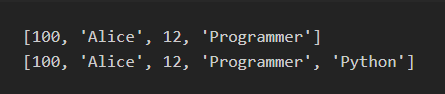 [100, 'Alice', 12, 'Programmer']
[100, 'Alice', 12, 'Programmer', 'Python']